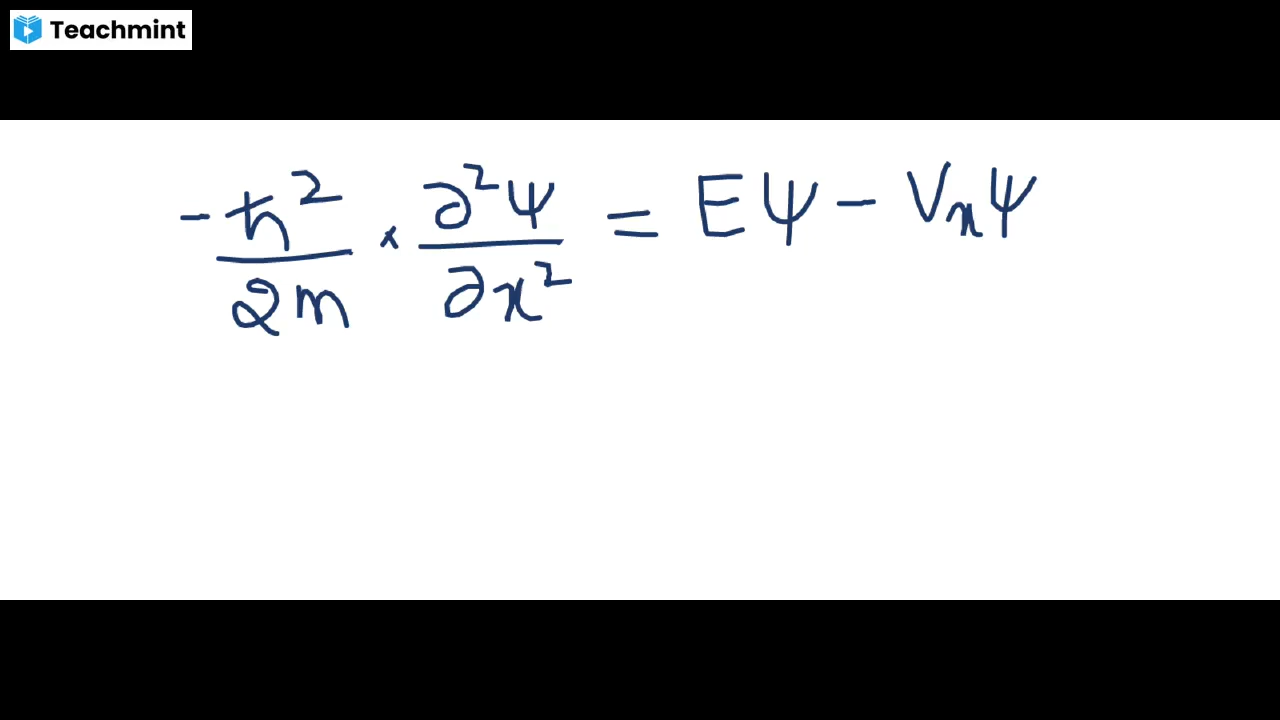 Teachmint
-ħ²/2m × ∂²Ψ/∂x² = EΨ - VₓΨ